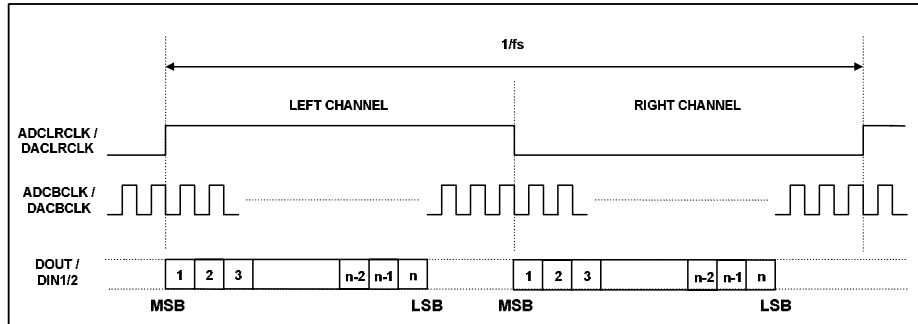 1/fs
LEFT CHANNEL RIGHT CHANNEL
ADCLRCLK /
DACLRCLK
ADCBCLK /
DACBCLK
DOUT /
DIN1/2
1 2 3 n-2 n-1 n 1 2 3 n-2 n-1 n
MSB LSB MSB LSB